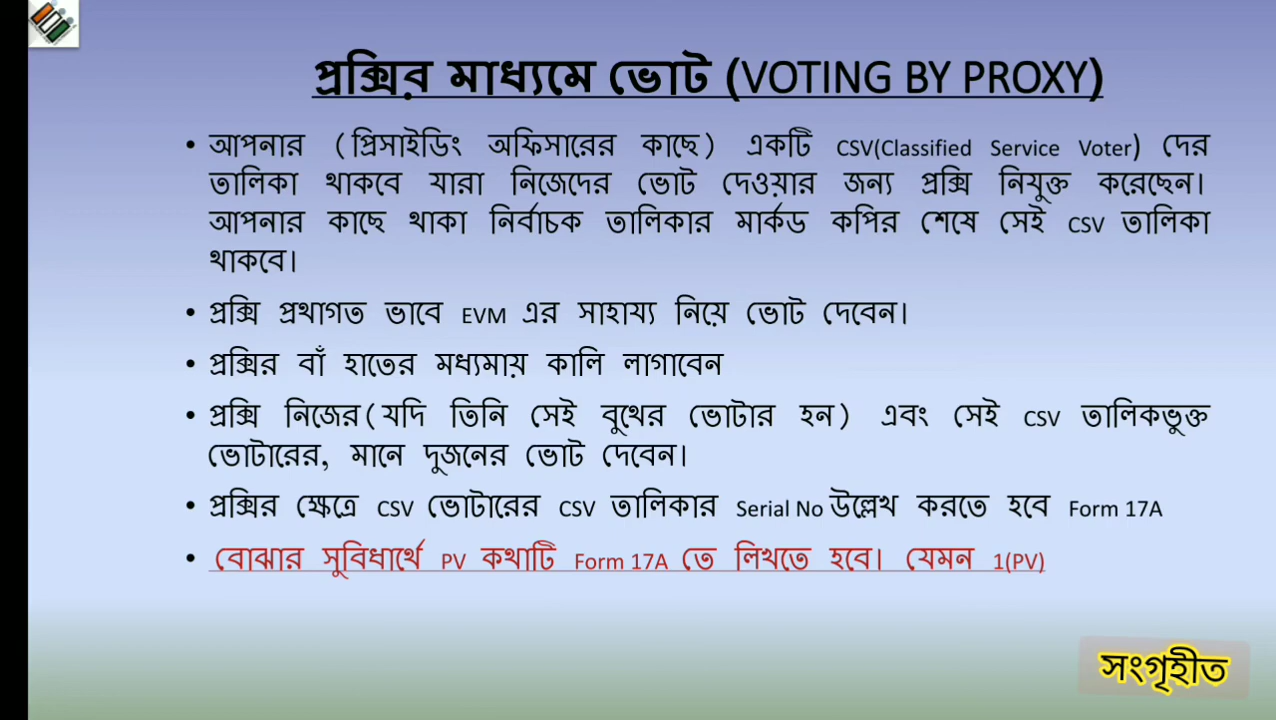 প্রক্সির মাধ্যমে ভোট (VOTING BY PROXY)
• আপনার (প্রিসাইডিং অফিসারের কাছে) একটি CSV(Classified Service Voter) দের
তালিকা থাকবে যারা নিজেদের ভোট দেওয়ার জন্য প্রক্সি নিযুক্ত করেছেন।
আপনার কাছে থাকা নির্বাচক তালিকার মার্কড কপির শেষে সেই CSV তালিকা
থাকবে।
• প্রক্সি প্রথাগত ভাবে EVM এর সাহায্য নিয়ে ভোট দেবেন।
• প্রক্সির বাঁ হাতের মধ্যমায় কালি লাগাবেন
• প্রক্সি নিজের(যদি তিনি সেই বুথের ভোটার হন) এবং সেই CSV তালিকভুক্ত
ভোটারের, মানে দুজনের ভোট দেবেন।
• প্রক্সির ক্ষেত্রে CSV ভোটারের CSV তালিকার Serial No উল্লেখ করতে হবে Form 17A
• বোঝার সুবিধার্থে PV কথাটি Form 17A তে লিখতে হবে। যেমন 1(PV)
সংগৃহীত